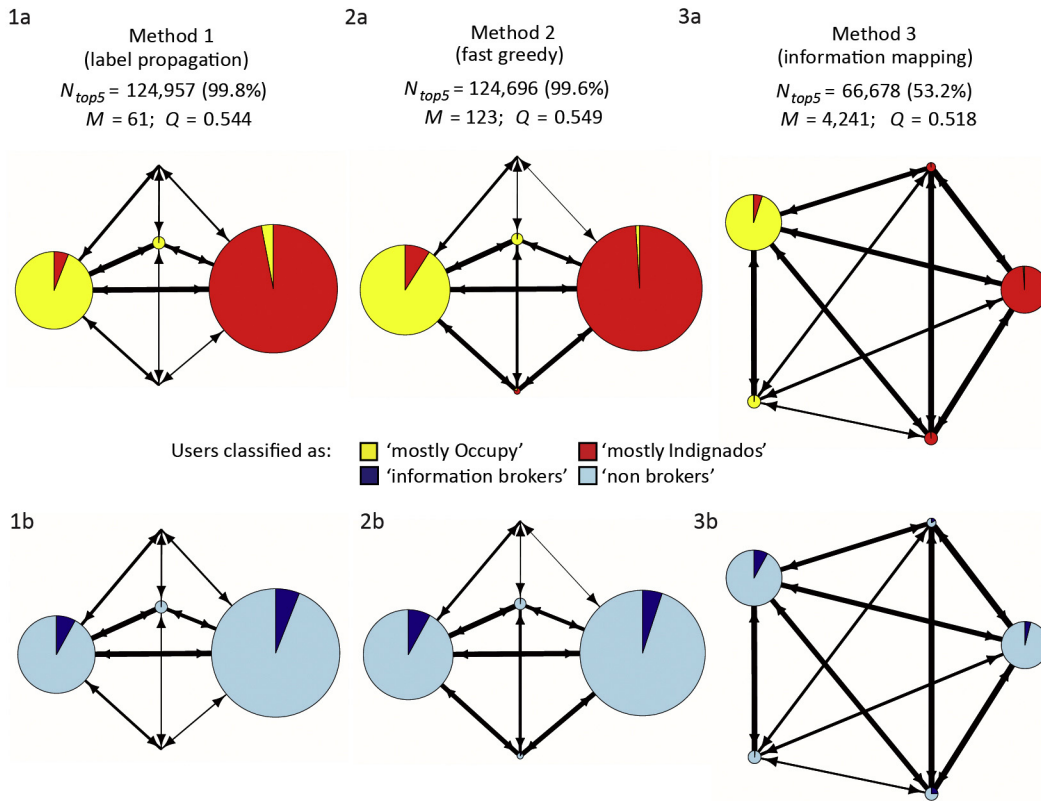 1a
Method 1
(label propagation)
Ntop5 = 124,957 (99.8%)
M = 61; Q = 0.544
2a
Method 2
(fast greedy)
Ntop5 = 124,696 (99.6%)
M = 123; Q = 0.549
3a
Method 3
(information mapping)
Ntop5 = 66,678 (53.2%)
M = 4,241; Q = 0.518
Users classified as:
'mostly Occupy'
'mostly Indignados'
'information brokers'
'non brokers'
1b
2b
3b